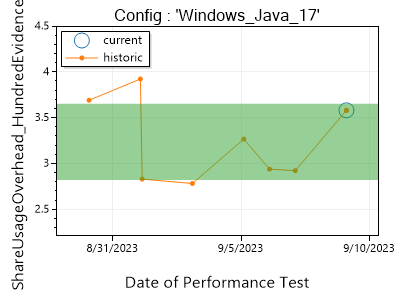 Config : 'Windows_Java_17'
current
historic
ShareUsageOverhead_HundredEvidence
4.5
4
3.5
3
2.5
8/31/2023
9/5/2023
9/10/2023
Date of Performance Test